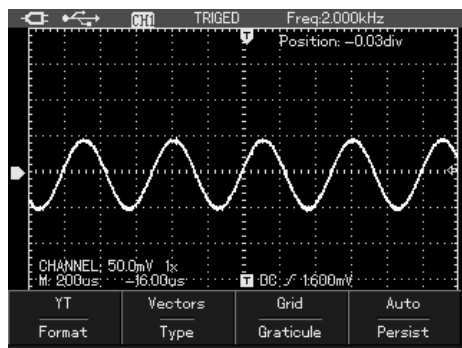 CH1 TRIGED Freq:2.000kHz
T
Position: -0.03div
CHANNEL: 50.0mV 1x
M: 200us: -16.00us T DC: 1.600mV
YT Vectors Grid Auto
Format Type Graticule Persist